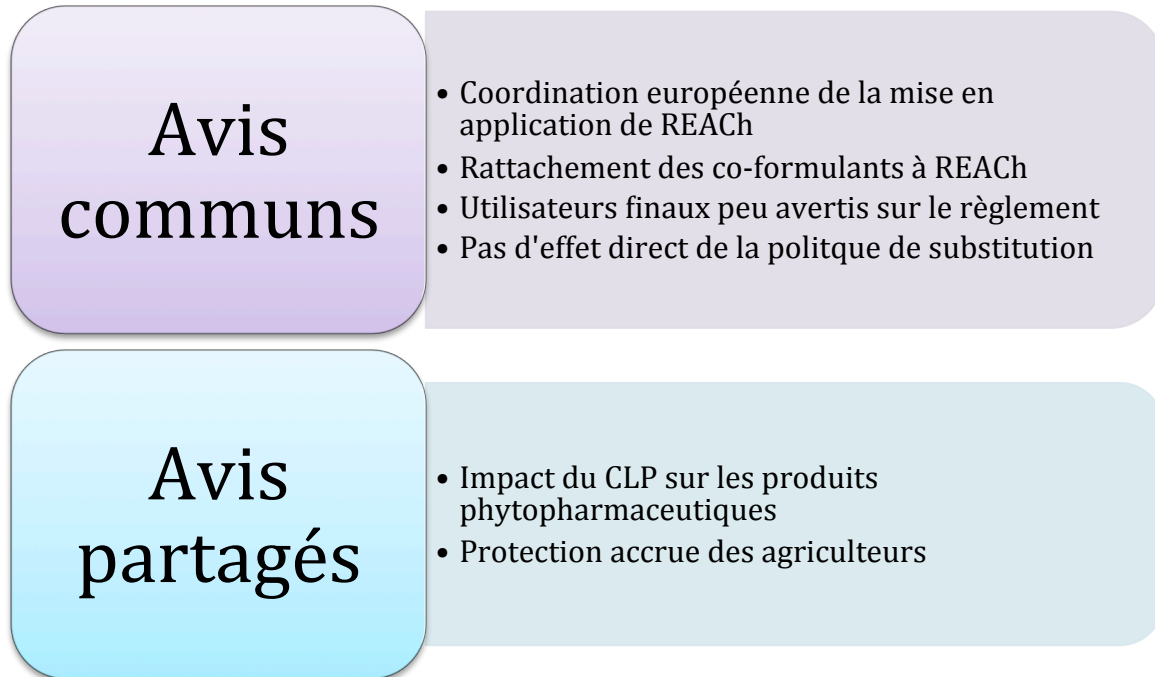 Avis
communs
• Coordination européenne de la mise en
application de REACh
• Rattachement des co-formulants à REACh
• Utilisateurs finaux peu avertis sur le règlement
• Pas d'effet direct de la politque de substitution
Avis
partagés
• Impact du CLP sur les produits
phytopharmaceutiques
• Protection accrue des agriculteurs